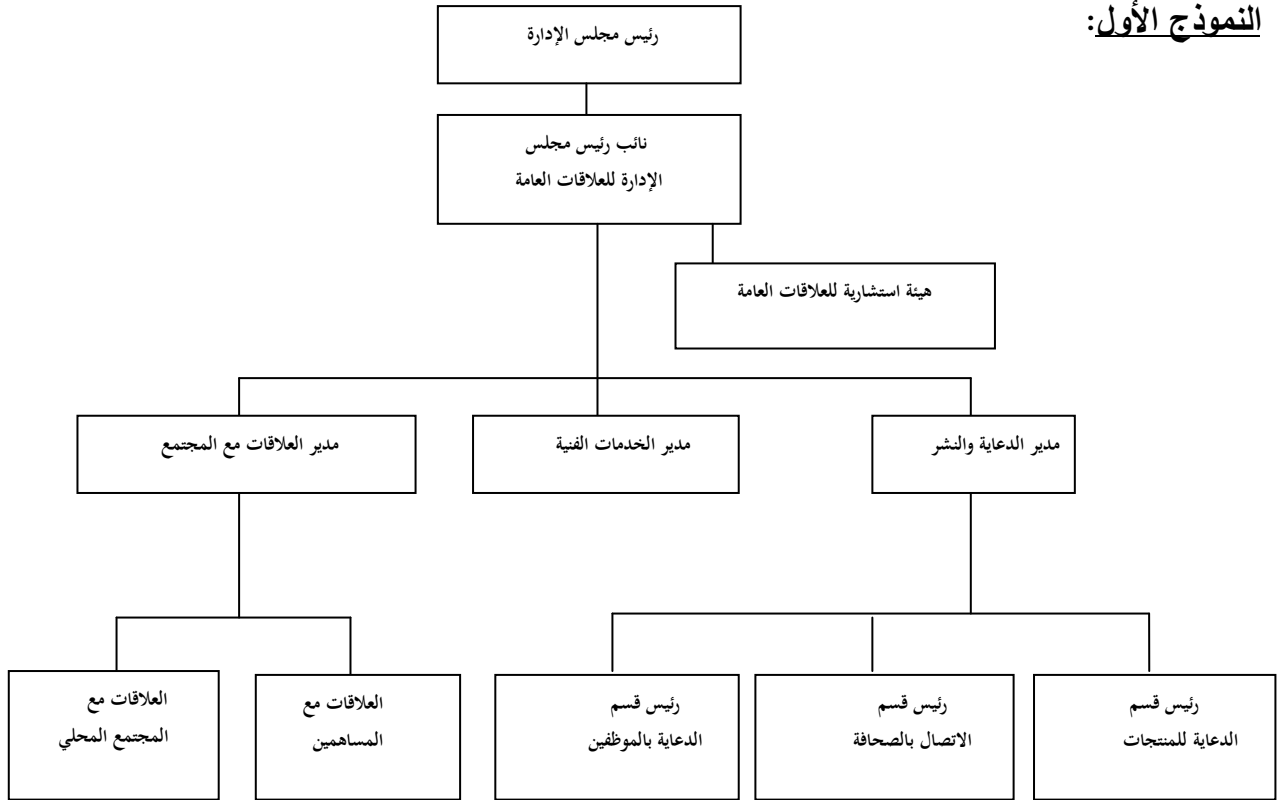 النموذج الأول:
رئيس مجلس الإدارة
نائب رئيس مجلس
الإدارة للعلاقات العامة
هيئة استشارية للعلاقات العامة
مدير الدعاية والنشر
مدير الخدمات الفنية
مدير العلاقات مع المجتمع
رئيس قسم
الدعاية للمنتجات
رئيس قسم
الاتصال بالصحافة
رئيس قسم
الدعاية بالموظفين
العلاقات مع
المساهمين
العلاقات مع
المجتمع المحلي